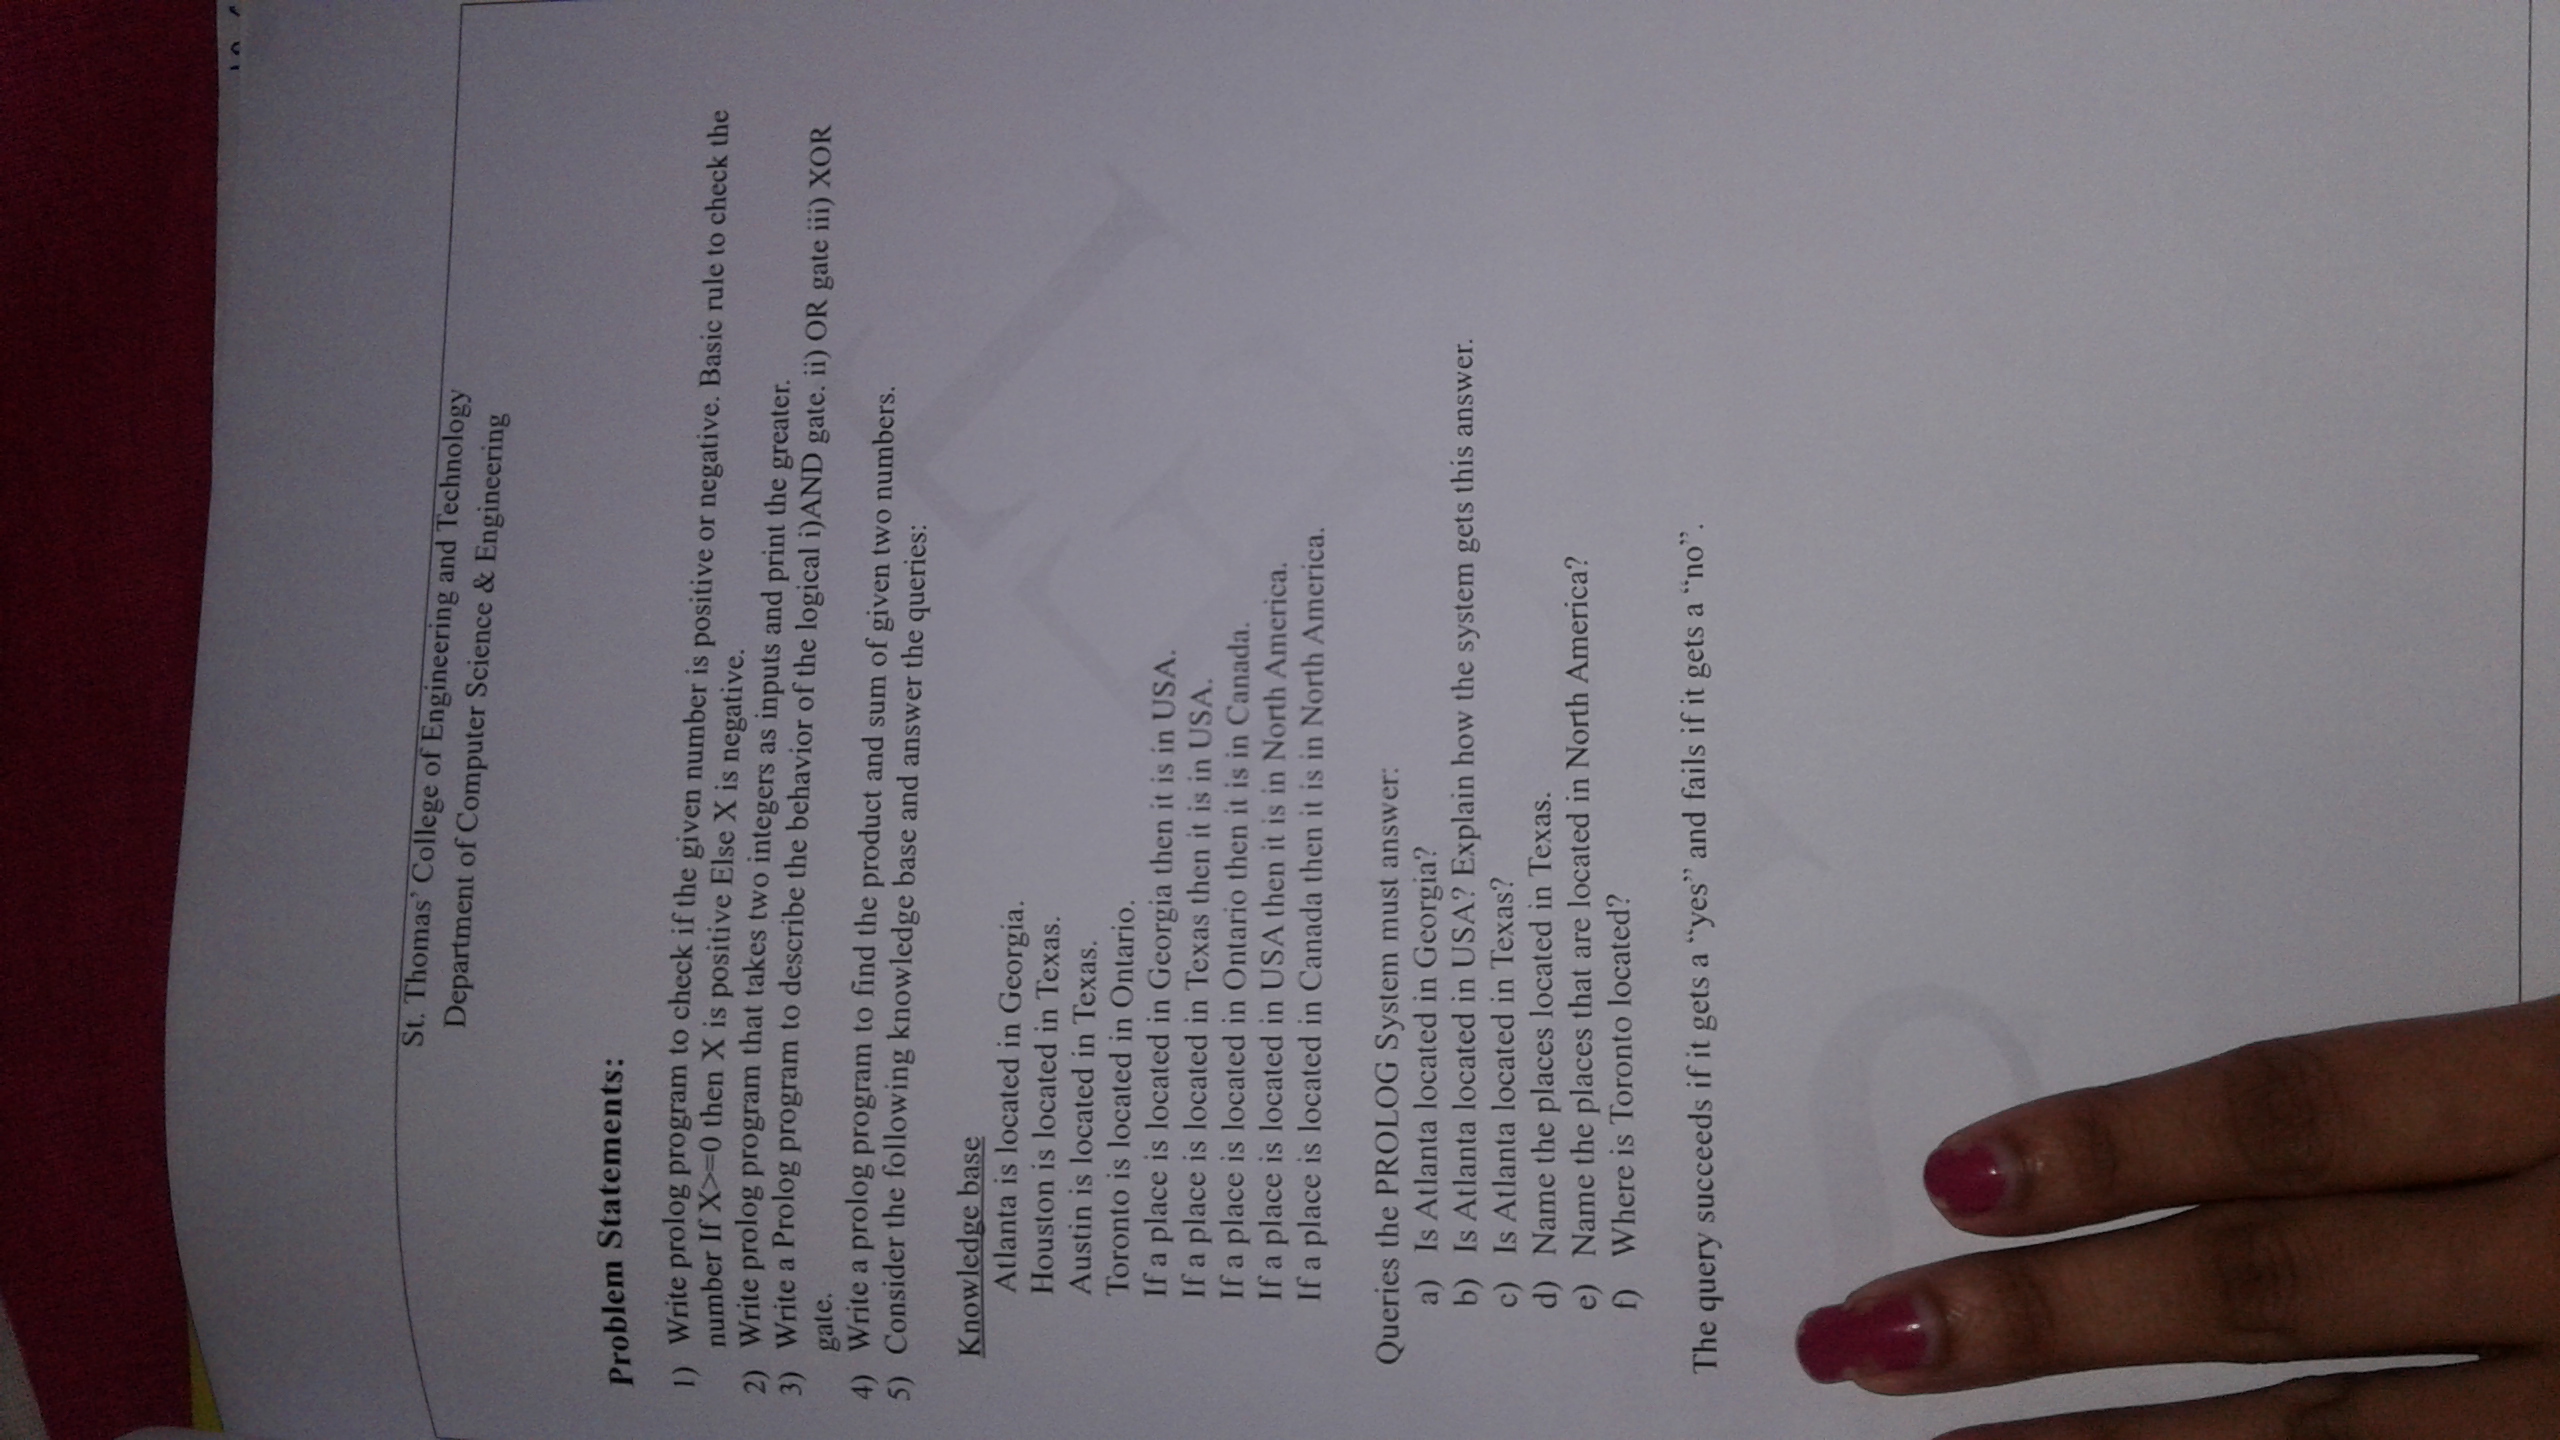 St. Thomas' College of Engineering and Technology
Department of Computer Science & Engineering
Problem Statements:
1) Write prolog program to check if the given number is positive or negative. Basic rule to check the
number If X>=0 then X is positive Else X is negative.
2) Write prolog program that takes two integers as inputs and print the greater.
3) Write a Prolog program to describe the behavior of the logical i)AND gate. ii) OR gate iii) XOR
gate.
4) Write a prolog program to find the product and sum of given two numbers.
5) Consider the following knowledge base and answer the queries:
Knowledge base
Atlanta is located in Georgia.
Houston is located in Texas.
Austin is located in Texas.
Toronto is located in Ontario.
If a place is located in Georgia then it is in USA.
If a place is located in Texas then it is in USA.
If a place is located in Ontario then it is in Canada.
If a place is located in USA then it is in North America.
If a place is located in Canada then it is in North America.
Queries the PROLOG System must answer:
a) Is Atlanta located in Georgia?
b) Is Atlanta located in USA? Explain how the system gets this answer.
c) Is Atlanta located in Texas?
d) Name the places located in Texas.
e) Name the places that are located in North America?
f) Where is Toronto located?
The query succeeds if it gets a "yes" and fails if it gets a "no".